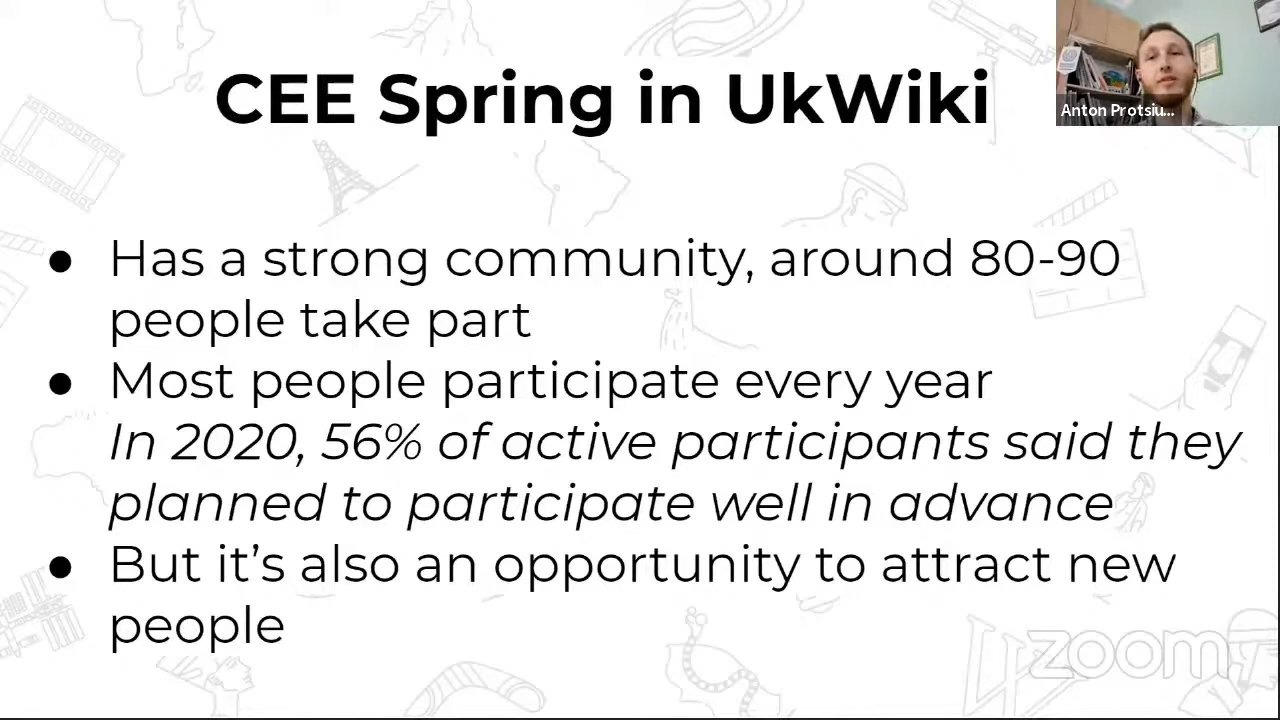 CEE Spring in UkWiki
Anton Protsiu...
● Has a strong community, around 80-90
people take part
● Most people participate every year
In 2020, 56% of active participants said they
planned to participate well in advance
● But it’s also an opportunity to attract new
people
zoom